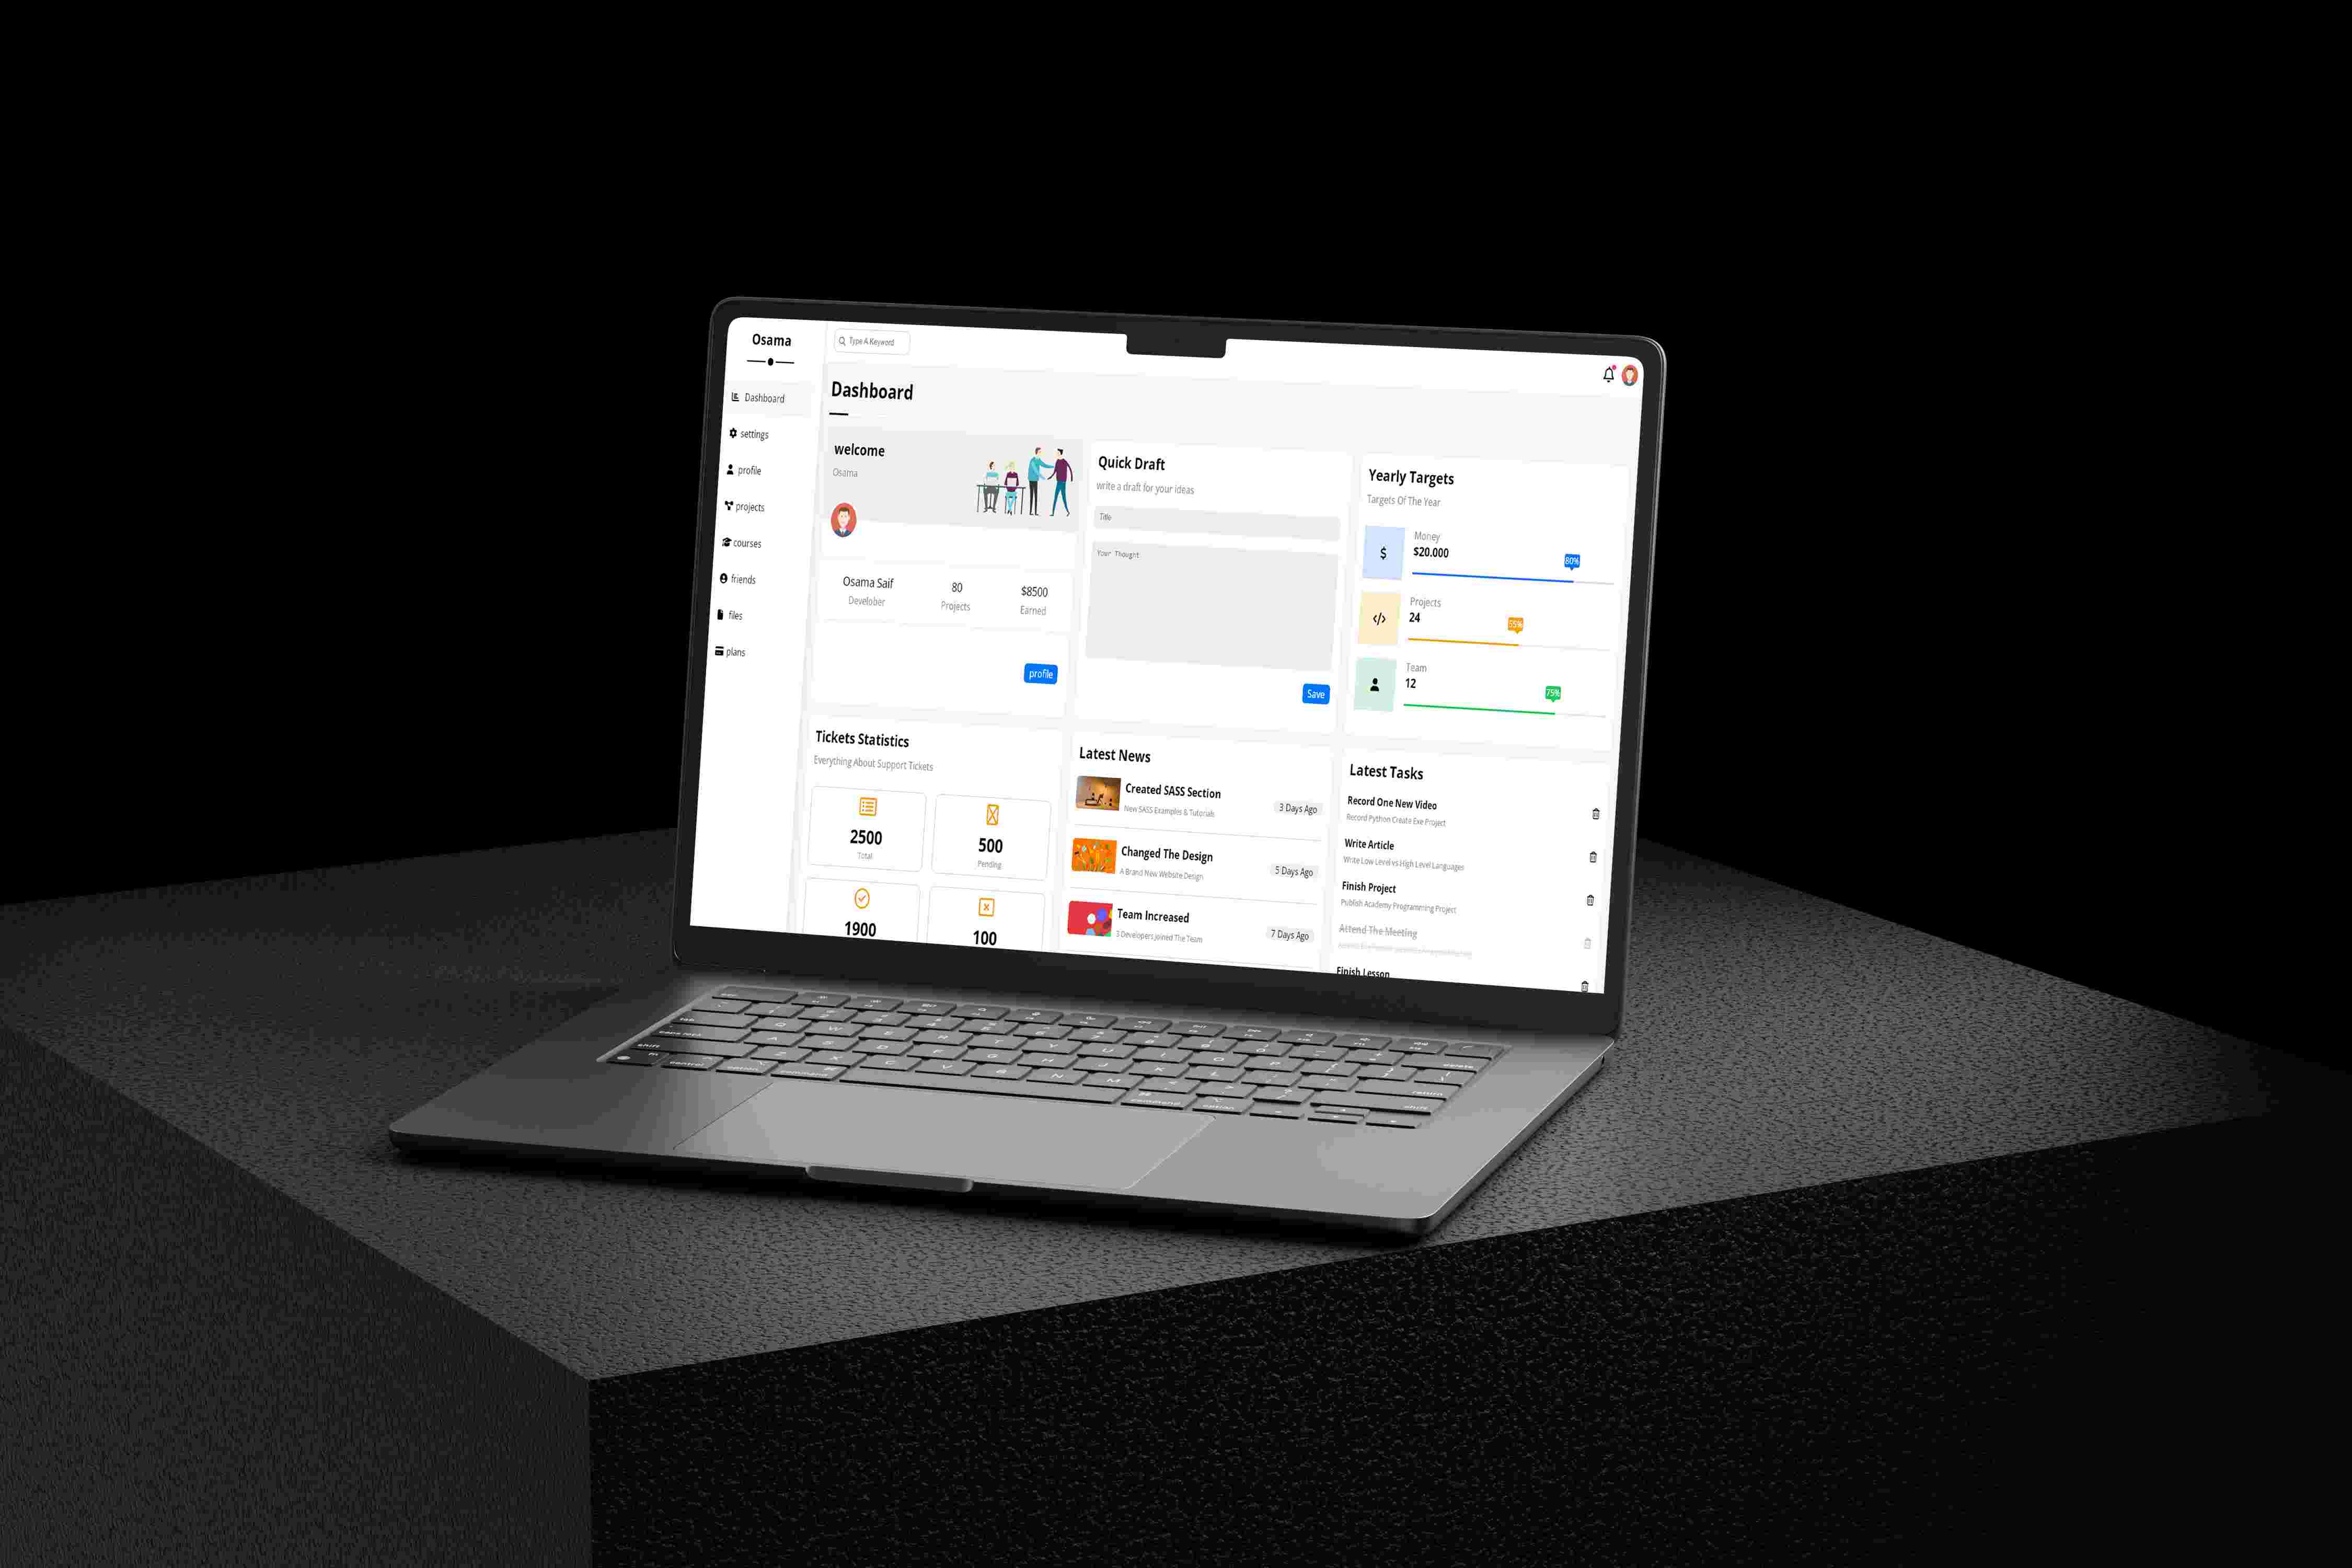 Osama
Type A Keyword
Dashboard
settings
profile
projects
courses
friends
files
plans
Dashboard
welcome
Osama
Osama Saif
Develober
80
Projects
$8500
Earned
profile
Quick Draft
write a draft for your ideas
Title
Your Thought
Save
Yearly Targets
Targets Of The Year
Money
$20.000
80%
Projects
24
55%
Team
12
75%
Tickets Statistics
Everything About Support Tickets
2500
Total
500
Pending
1900
100
Latest News
Created SASS Section
New SASS Examples & Tutorials
3 Days Ago
Changed The Design
A Brand New Website Design
5 Days Ago
Team Increased
3 Developers Joined The Team
7 Days Ago
Latest Tasks
Record One New Video
Record Python Create Exe Project
Write Article
Write Low Level vs High Level Languages
Finish Project
Publish Academy Programming Project
Attend The Meeting
Finish Lesson